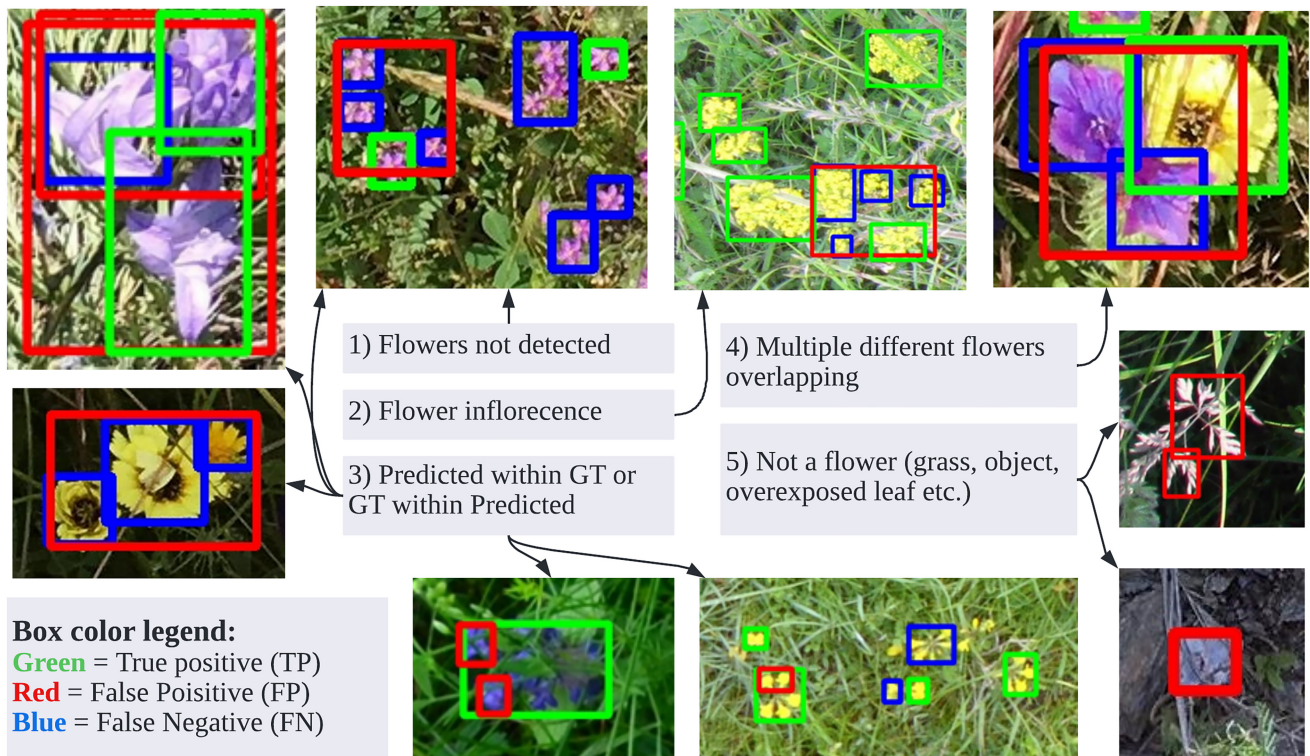 1) Flowers not detected
2) Flower inflorecence
3) Predicted within GT or
GT within Predicted
4) Multiple different flowers
overlapping
5) Not a flower (grass, object,
overexposed leaf etc.)
Box color legend:
Green = True positive (TP)
Red = False Poisitive (FP)
Blue = False Negative (FN)